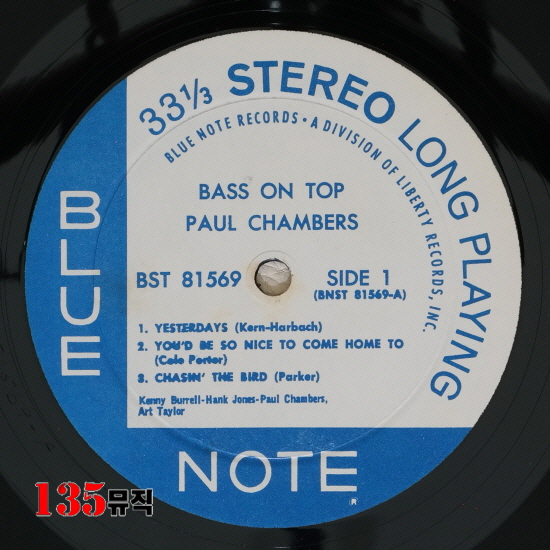 33⅓ STEREO LONG PLAYING
BLUE NOTE RECORDS • A DIVISION OF LIBERTY RECORDS, INC.
BASS ON TOP
PAUL CHAMBERS
BST 81569
SIDE 1
(BNST 81569-A)
1. YESTERDAYS (Kern-Harbach)
2. YOU'D BE SO NICE TO COME HOME TO
(Cole Porter)
3. CHASIN' THE BIRD (Parker)
Kenny Burrell-Hank Jones-Paul Chambers,
Art Taylor
BLUE
NOTE
®
135뮤직